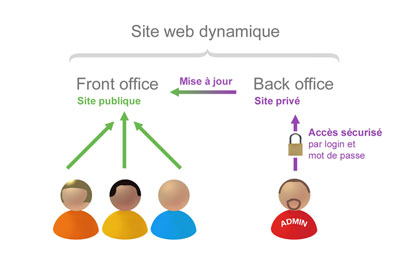 Site web dynamique
Front office
Mise à jour
Back office
Site publique
Site privé
Accès sécurisé
par login et
mot de passe
ADMIN